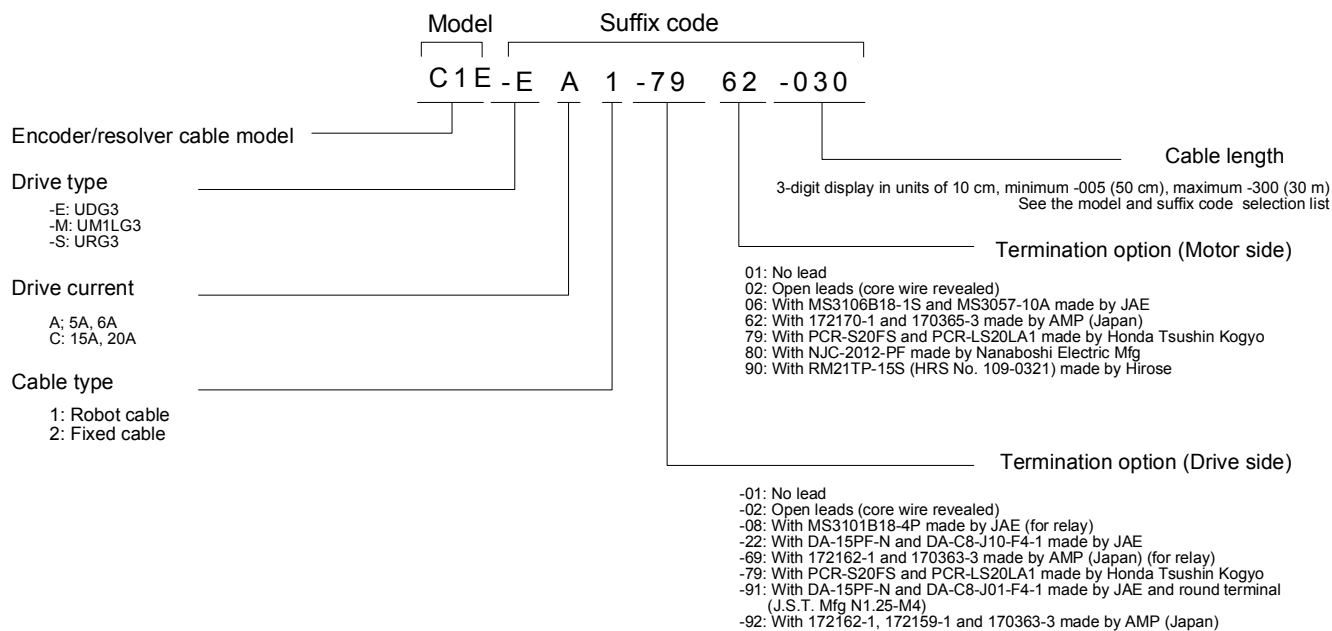 Model
Suffix code
C1E -E A 1 -79 62 -030
Encoder/resolver cable model
Drive type
-E: UDG3
-M: UM1LG3
-S: URG3
Drive current
A; 5A, 6A
C: 15A, 20A
Cable type
1: Robot cable
2: Fixed cable
Cable length
3-digit display in units of 10 cm, minimum -005 (50 cm), maximum -300 (30 m)
See the model and suffix code selection list
Termination option (Motor side)
01: No lead
02: Open leads (core wire revealed)
06: With MS3106B18-1S and MS3057-10A made by JAE
62: With 172170-1 and 170365-3 made by AMP (Japan)
79: With PCR-S20FS and PCR-LS20LA1 made by Honda Tsushin Kogyo
80: With NJC-2012-PF made by Nanaboshi Electric Mfg
90: With RM21TP-15S (HRS No. 109-0321) made by Hirose
Termination option (Drive side)
-01: No lead
-02: Open leads (core wire revealed)
-08: With MS3101B18-4P made by JAE (for relay)
-22: With DA-15PF-N and DA-C8-J10-F4-1 made by JAE
-69: With 172162-1 and 170363-3 made by AMP (Japan) (for relay)
-79: With PCR-S20FS and PCR-LS20LA1 made by Honda Tsushin Kogyo
-91: With DA-15PF-N and DA-C8-J01-F4-1 made by JAE and round terminal
(J.S.T. Mfg N1.25-M4)
-92: With 172162-1, 172159-1 and 170363-3 made by AMP (Japan)